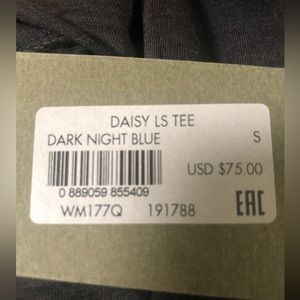 DAISY LS TEE
DARK NIGHT BLUE S
USD $75.00
0 889059 855409
WM177Q 191788 EAC